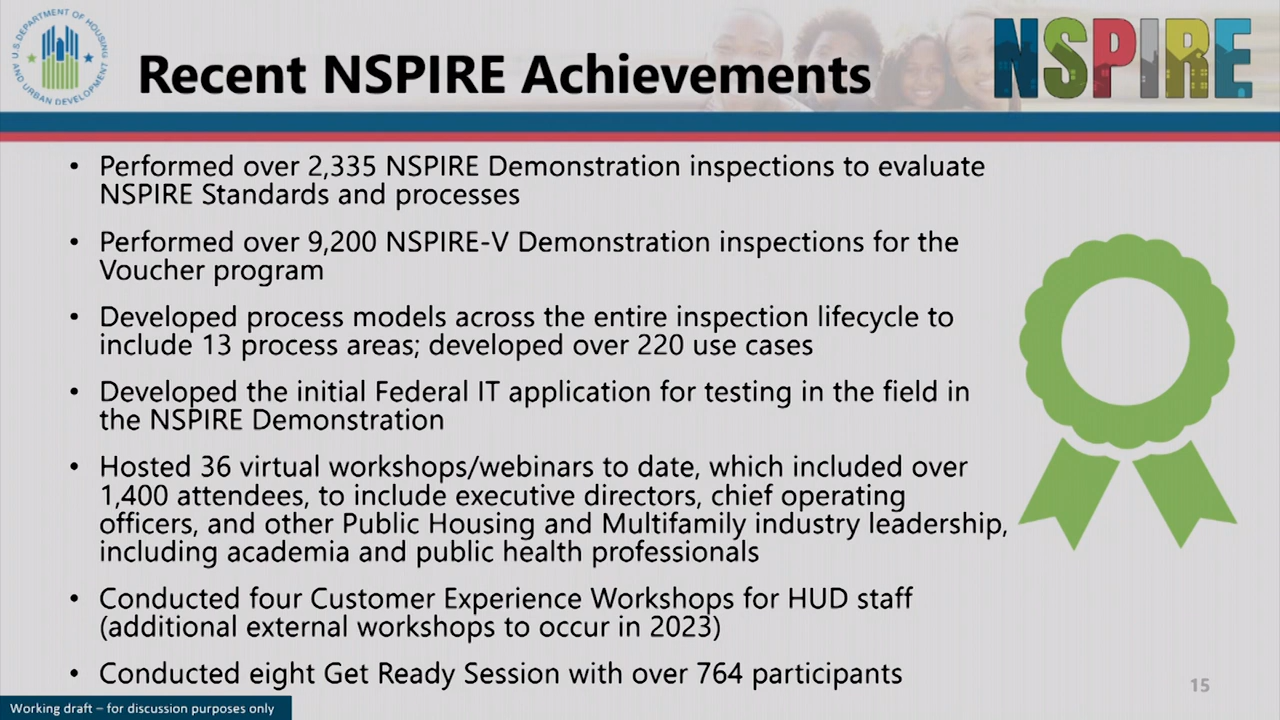 U.S. DEPARTMENT OF HOUSING
AND URBAN DEVELOPMENT
Recent NSPIRE Achievements
NSPIRE
• Performed over 2,335 NSPIRE Demonstration inspections to evaluate
NSPIRE Standards and processes
• Performed over 9,200 NSPIRE-V Demonstration inspections for the
Voucher program
• Developed process models across the entire inspection lifecycle to
include 13 process areas; developed over 220 use cases
• Developed the initial Federal IT application for testing in the field in
the NSPIRE Demonstration
• Hosted 36 virtual workshops/webinars to date, which included over
1,400 attendees, to include executive directors, chief operating
officers, and other Public Housing and Multifamily industry leadership,
including academia and public health professionals
• Conducted four Customer Experience Workshops for HUD staff
(additional external workshops to occur in 2023)
• Conducted eight Get Ready Session with over 764 participants
15
Working draft – for discussion purposes only